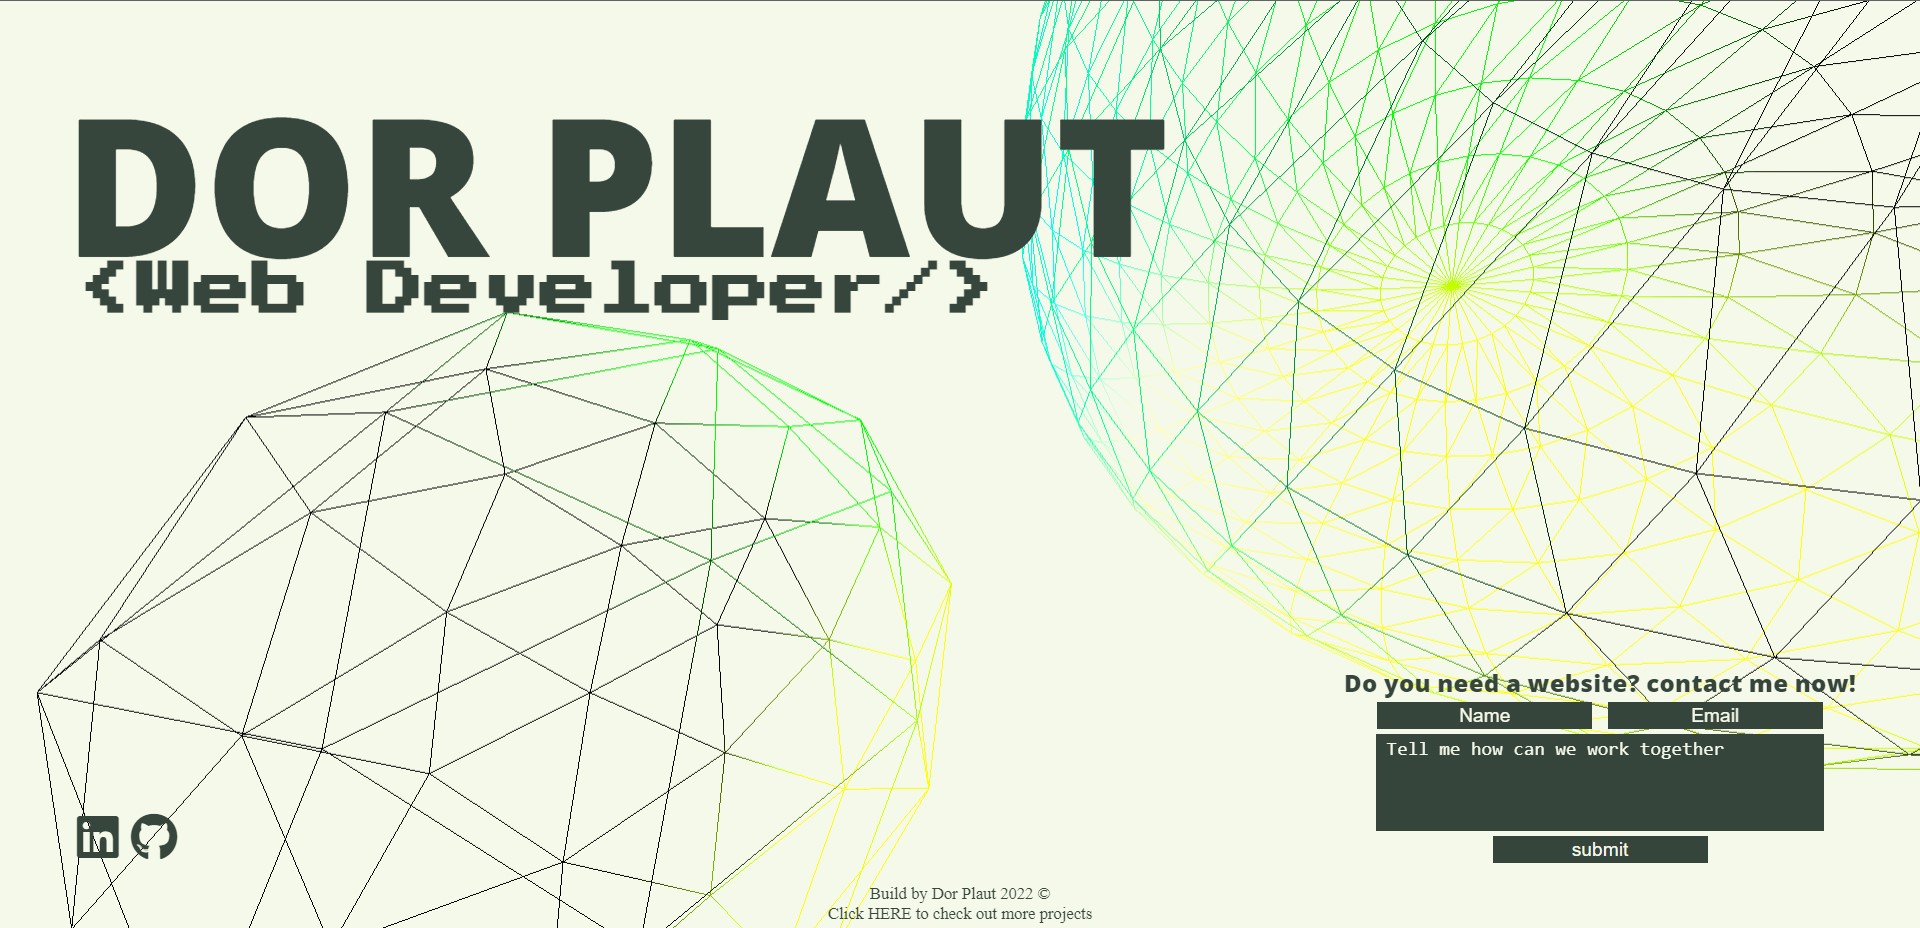 DOR PLAUT
<Web Developer/>
Do you need a website? contact me now!
Name Email
Tell me how can we work together
submit
in
Build by Dor Plaut 2022 ©
Click HERE to check out more projects